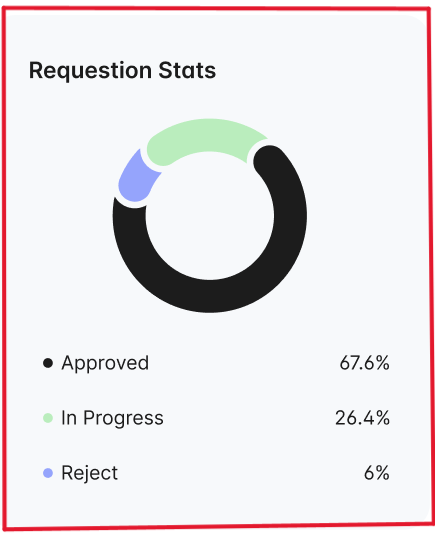 Requestion Stats
Approved 67.6%
In Progress 26.4%
Reject 6%